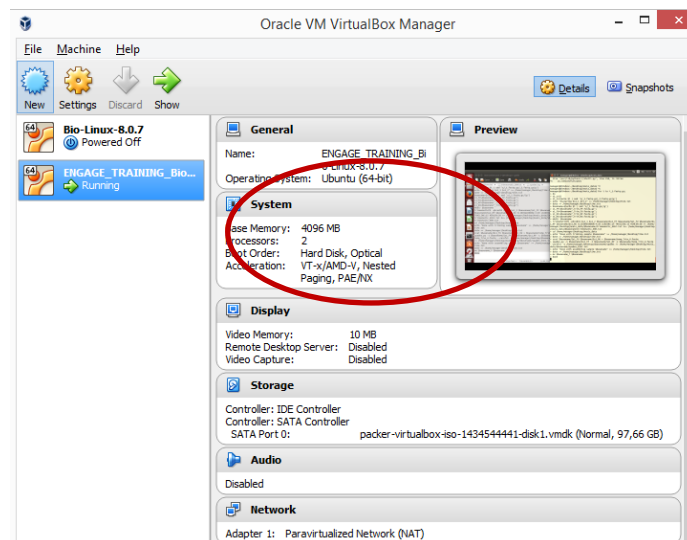 Oracle VM VirtualBox Manager
File Machine Help
New Settings Discard Show
Details Snapshots
64 Bio-Linux-8.0.7
Powered Off
64 ENGAGE_TRAINING_Bio...
Running
General
Name: ENGAGE_TRAINING_Bi
o-Linux-8.0.7
Operating System: Ubuntu (64-bit)
Preview
System
Base Memory: 4096 MB
Processors: 2
Boot Order: Hard Disk, Optical
Acceleration: VT-x/AMD-V, Nested
Paging, PAE/NX
Display
Video Memory: 10 MB
Remote Desktop Server: Disabled
Video Capture: Disabled
Storage
Controller: IDE Controller
Controller: SATA Controller
SATA Port 0: packer-virtualbox-iso-1434544441-disk1.vmdk (Normal, 97,66 GB)
Audio
Disabled
Network
Adapter 1: Paravirtualized Network (NAT)